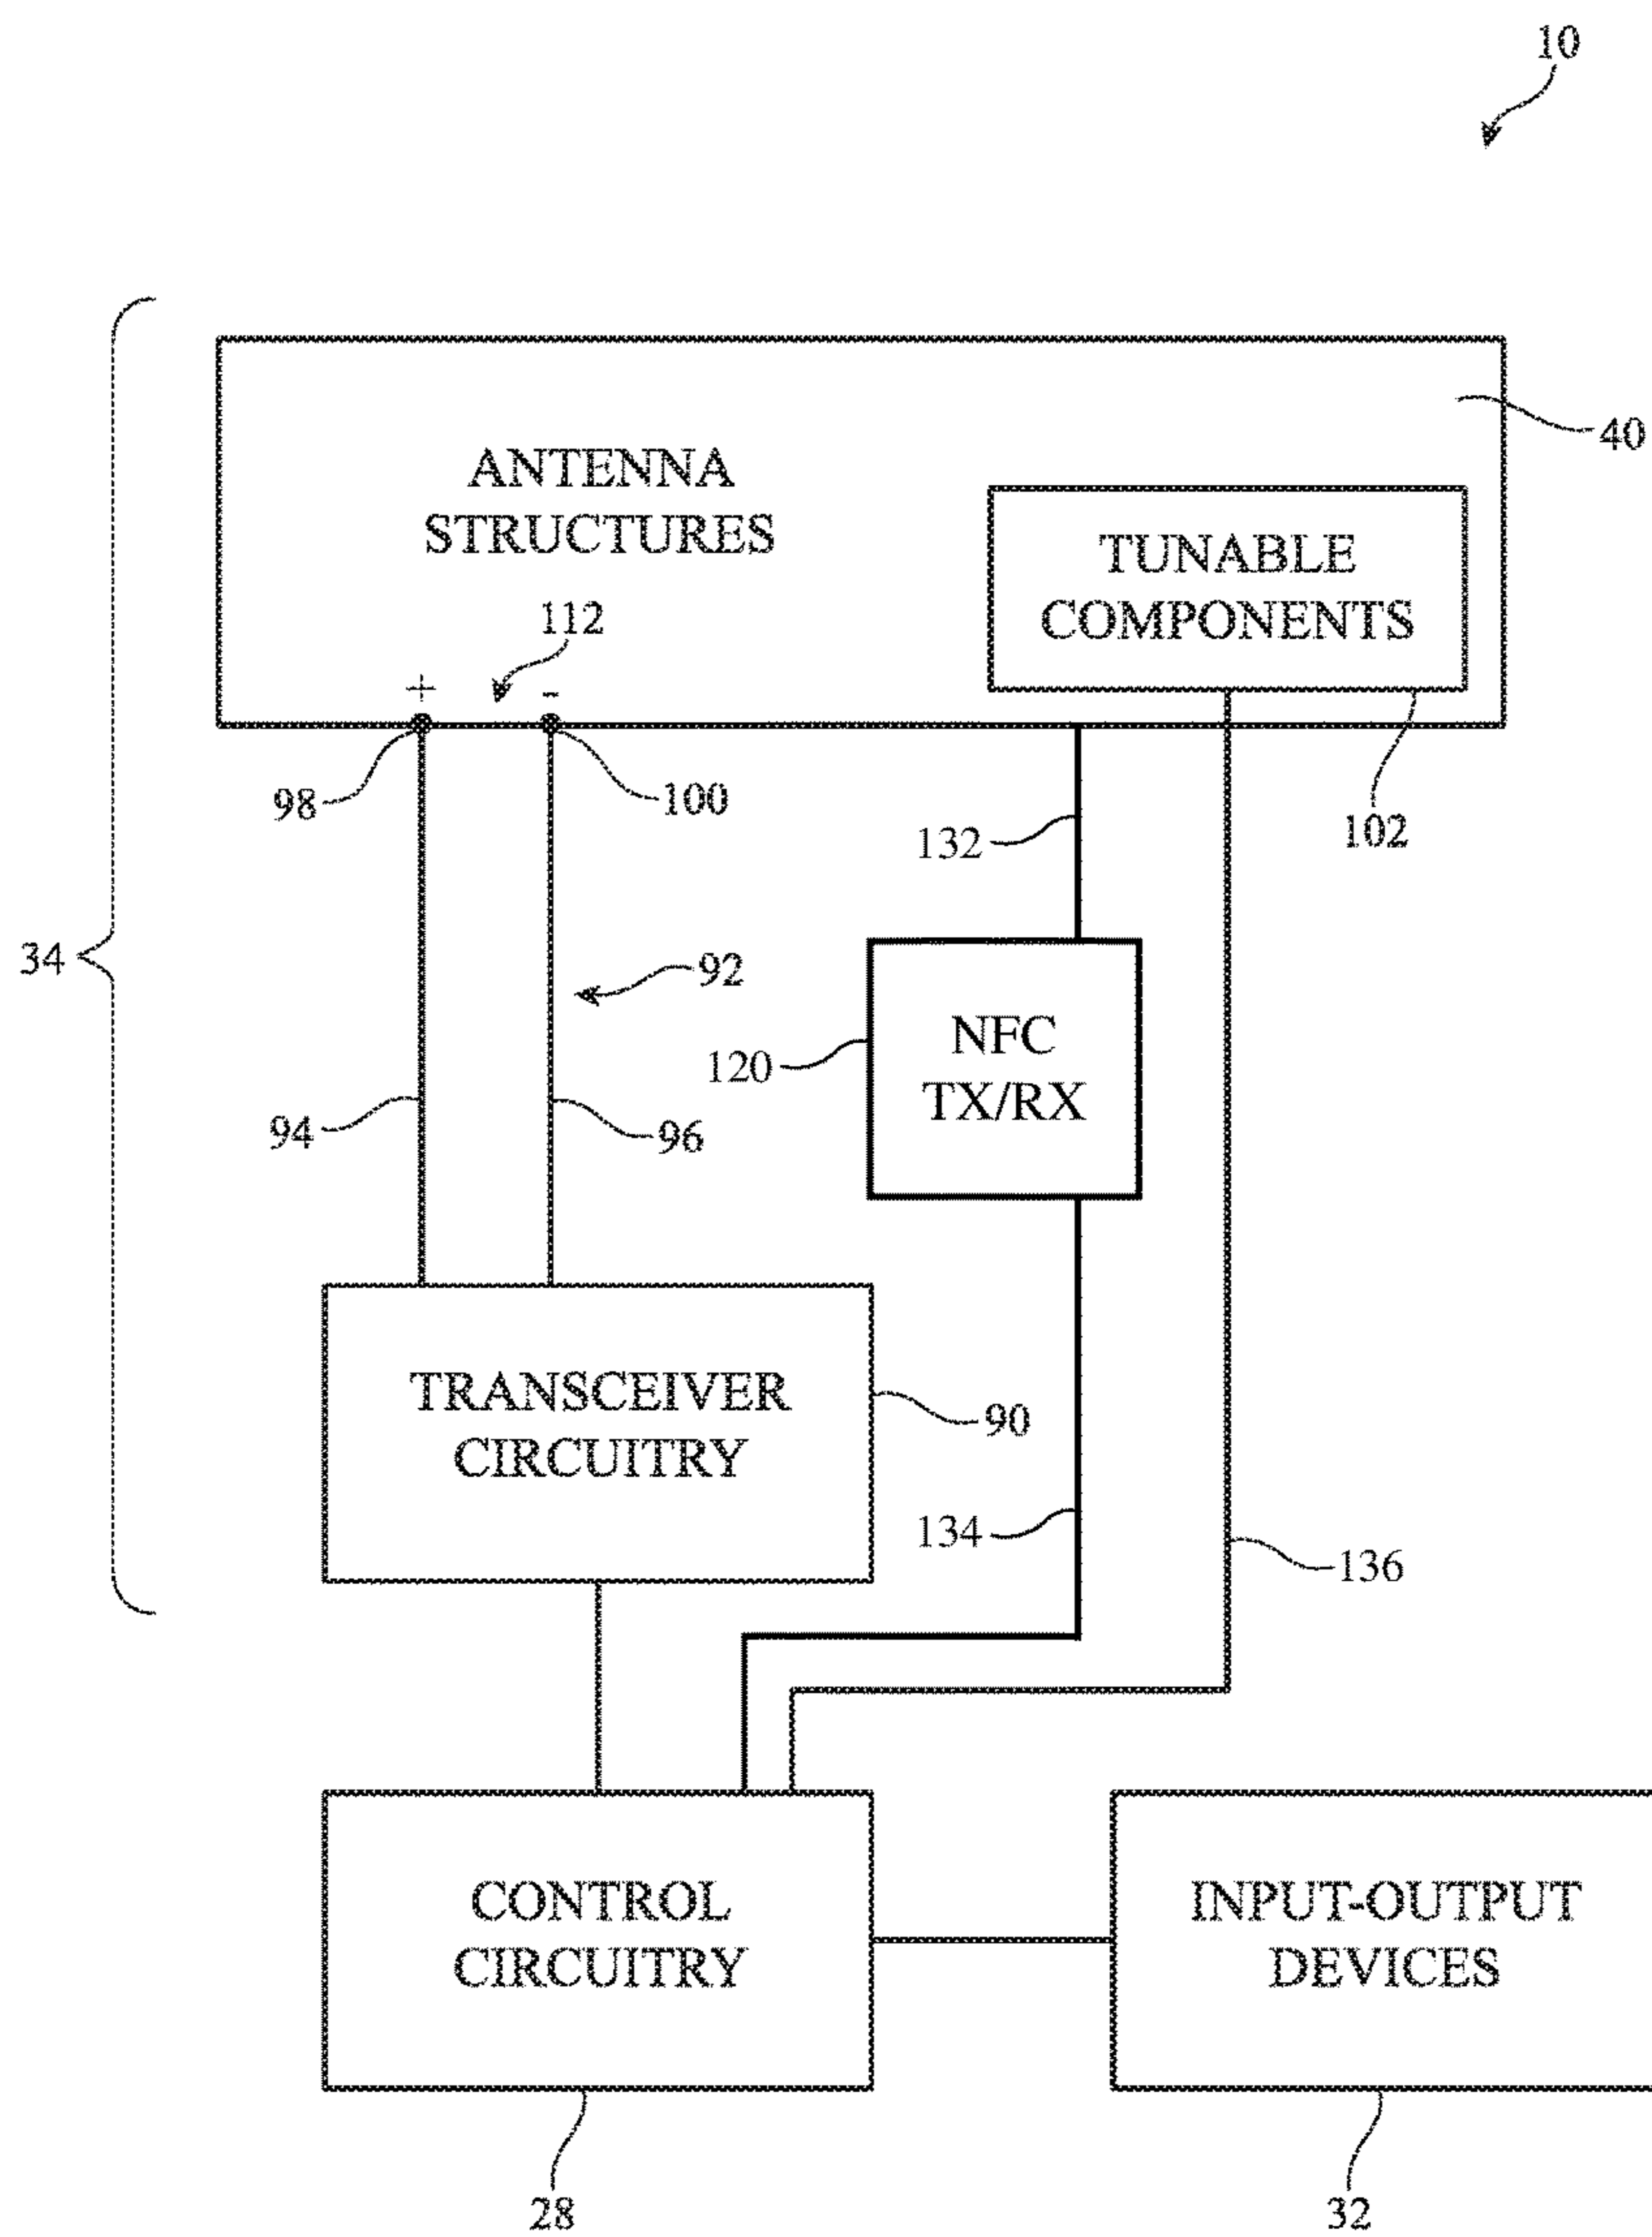 10
40
ANTENNA
STRUCTURES
TUNABLE
COMPONENTS
112
+
-
98
100
132
102
34
92
NFC
TX/RX
120
94
96
TRANSCEIVER
CIRCUITRY
90
134
136
CONTROL
CIRCUITRY
INPUT-OUTPUT
DEVICES
28
32